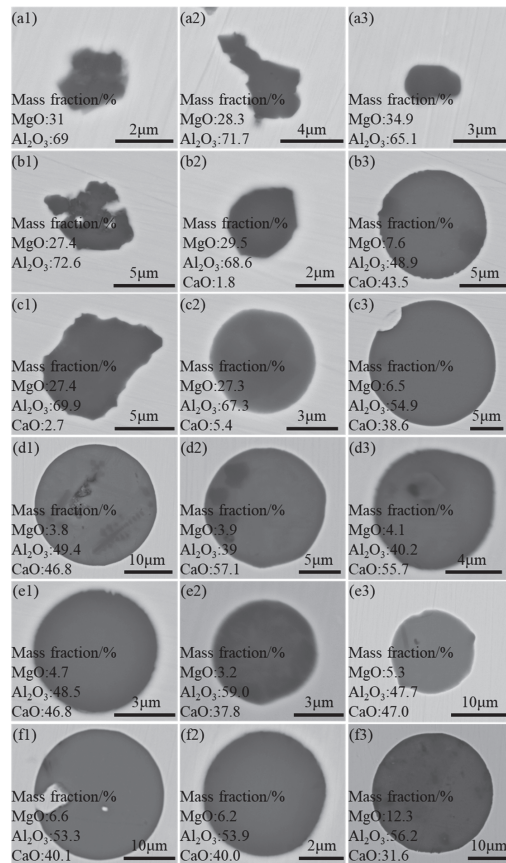 (a1)
Mass fraction/%
MgO:31
Al₂O₃:69
2μm
(a2)
Mass fraction/%
MgO:28.3
Al₂O₃:71.7
4μm
(a3)
Mass fraction/%
MgO:34.9
Al₂O₃:65.1
3μm
(b1)
Mass fraction/%
MgO:27.4
Al₂O₃:72.6
5μm
(b2)
Mass fraction/%
MgO:29.5
Al₂O₃:68.6
CaO:1.8
2μm
(b3)
Mass fraction/%
MgO:7.6
Al₂O₃:48.9
CaO:43.5
5μm
(c1)
Mass fraction/%
MgO:27.4
Al₂O₃:69.9
CaO:2.7
5μm
(c2)
Mass fraction/%
MgO:27.3
Al₂O₃:67.3
CaO:5.4
3μm
(c3)
Mass fraction/%
MgO:6.5
Al₂O₃:54.9
CaO:38.6
5μm
(d1)
Mass fraction/%
MgO:3.8
Al₂O₃:49.4
CaO:46.8
10μm
(d2)
Mass fraction/%
MgO:3.9
Al₂O₃:39
CaO:57.1
5μm
(d3)
Mass fraction/%
MgO:4.1
Al₂O₃:40.2
CaO:55.7
4μm
(e1)
Mass fraction/%
MgO:4.7
Al₂O₃:48.5
CaO:46.8
3μm
(e2)
Mass fraction/%
MgO:3.2
Al₂O₃:59.0
CaO:37.8
3μm
(e3)
Mass fraction/%
MgO:5.3
Al₂O₃:47.7
CaO:47.0
10μm
(f1)
Mass fraction/%
MgO:6.6
Al₂O₃:53.3
CaO:40.1
10μm
(f2)
Mass fraction/%
MgO:6.2
Al₂O₃:53.9
CaO:40.0
2μm
(f3)
Mass fraction/%
MgO:12.3
Al₂O₃:56.2
CaO:31.6
10μm